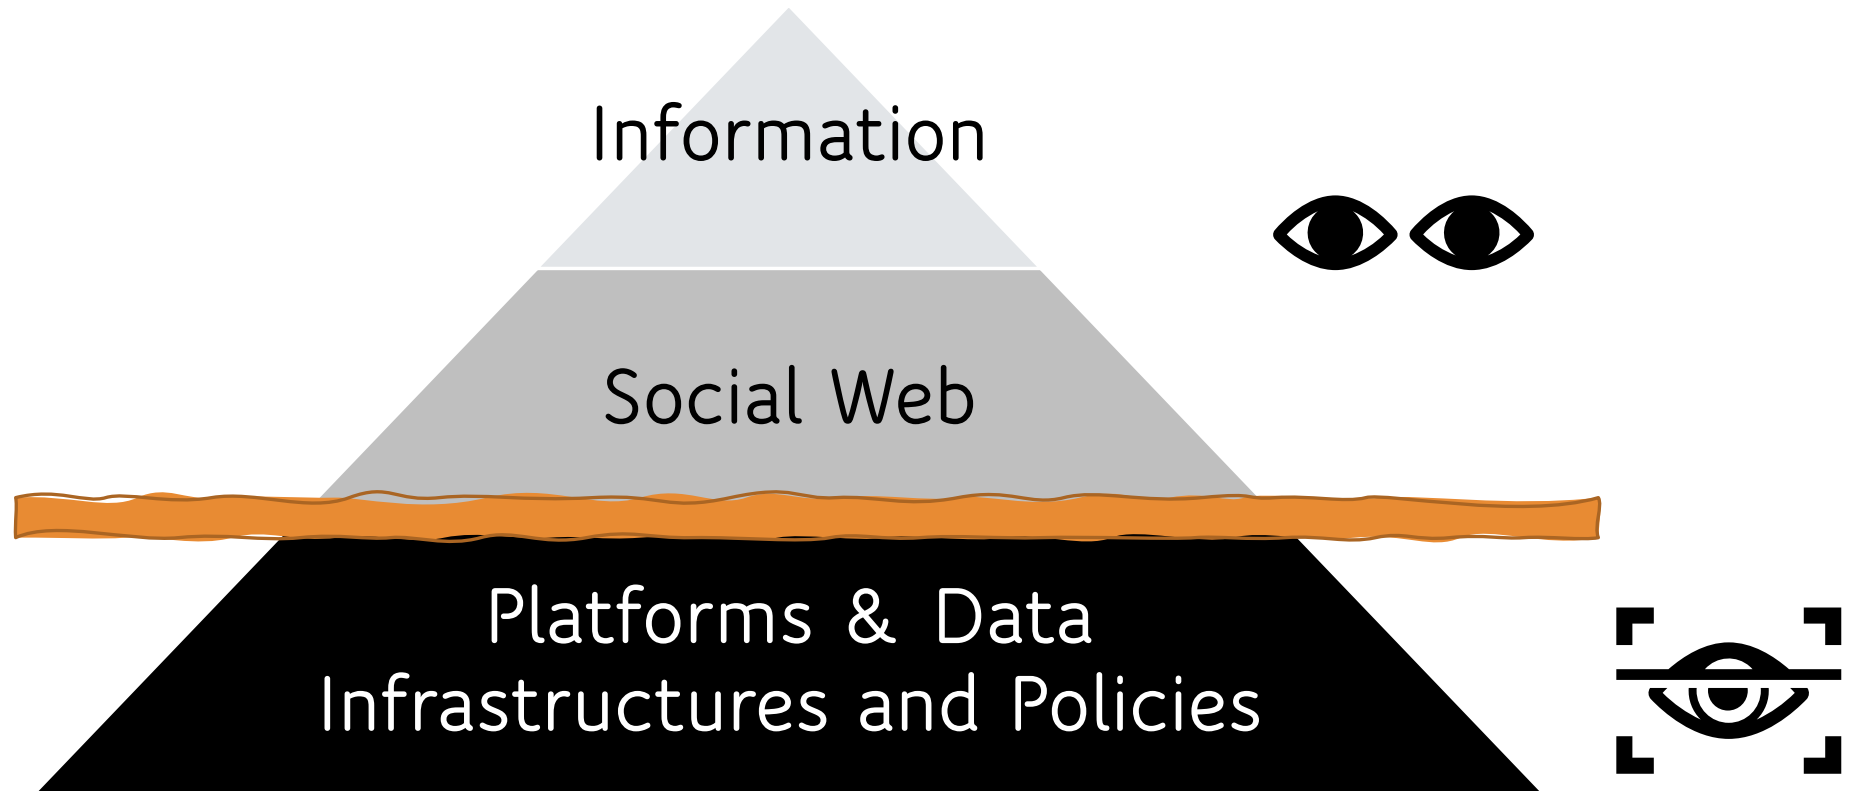 Information
Social Web
Platforms & Data
Infrastructures and Policies